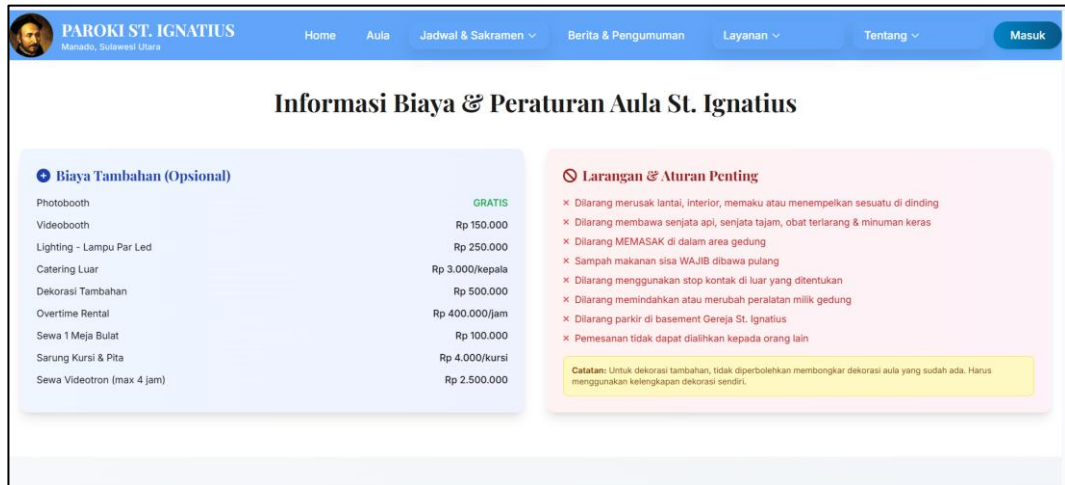 PAROKI ST. IGNATIUS
Manado, Sulawesi Utara
Home
Aula
Jadwal & Sakramen
Berita & Pengumuman
Layanan
Tentang
Masuk
Informasi Biaya & Peraturan Aula St. Ignatius
Biaya Tambahan (Opsional)
Photobooth GRATIS
Videobooth Rp 150.000
Lighting - Lampu Par Led Rp 250.000
Catering Luar Rp 3.000/kepala
Dekorasi Tambahan Rp 500.000
Overtime Rental Rp 400.000/jam
Sewa 1 Meja Bulat Rp 100.000
Sarung Kursi & Pita Rp 4.000/kursi
Sewa Videotron (max 4 jam) Rp 2.500.000
Larangan & Aturan Penting
× Dilarang merusak lantai, interior, memaku atau menempelkan sesuatu di dinding
× Dilarang membawa senjata api, senjata tajam, obat terlarang & minuman keras
× Dilarang MEMASAK di dalam area gedung
× Sampah makanan sisa WAJIB dibawa pulang
× Dilarang menggunakan stop kontak di luar yang ditentukan
× Dilarang memindahkan atau merubah peralatan milik gedung
× Dilarang parkir di basement Gereja St. Ignatius
× Pemesanan tidak dapat dialihkan kepada orang lain
Catatan: Untuk dekorasi tambahan, tidak diperbolehkan membongkar dekorasi aula yang sudah ada. Harus
menggunakan kelengkapan dekorasi sendiri.